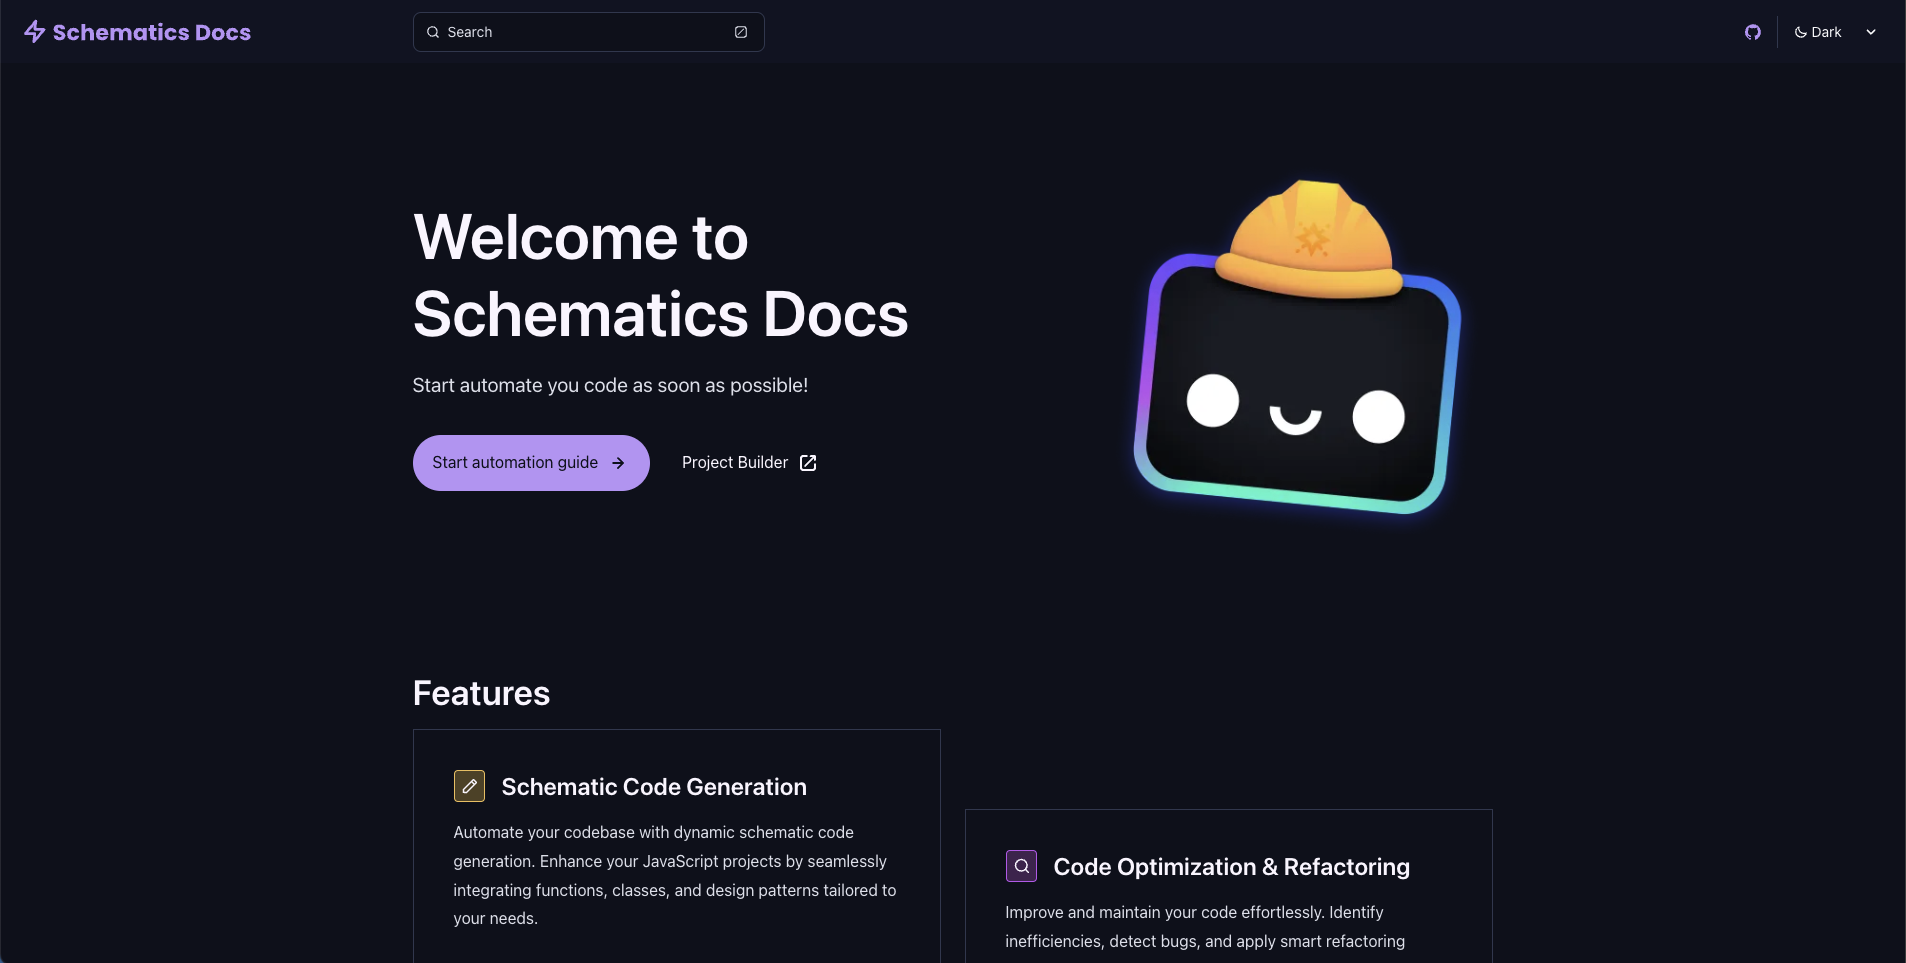 Schematics Docs
Search
Dark
Welcome to
Schematics Docs
Start automate you code as soon as possible!
Start automation guide
Project Builder
Features
Schematic Code Generation
Automate your codebase with dynamic schematic code
generation. Enhance your JavaScript projects by seamlessly
integrating functions, classes, and design patterns tailored to
your needs.
Code Optimization & Refactoring
Improve and maintain your code effortlessly. Identify
inefficiencies, detect bugs, and apply smart refactoring